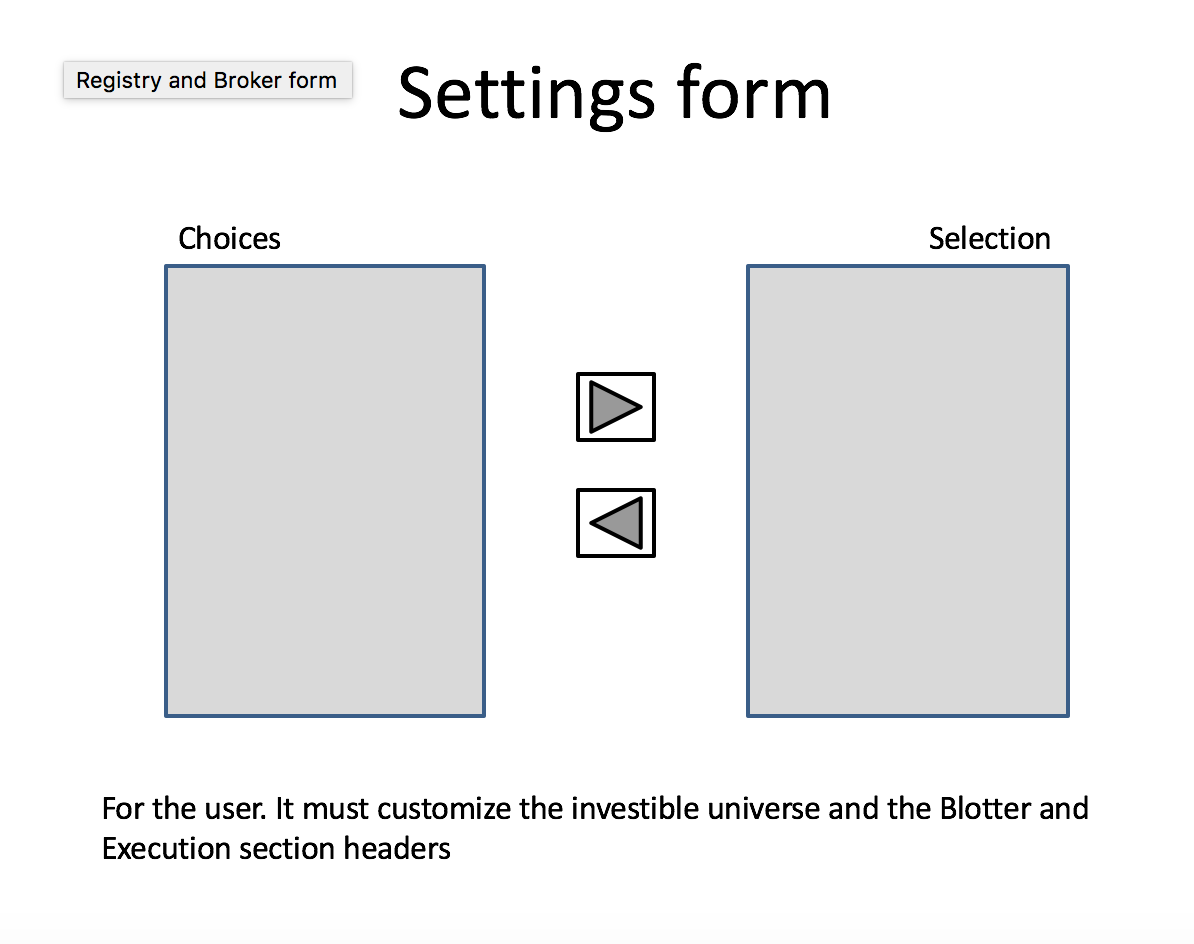 Registry and Broker form
Settings form
Choices
Selection
For the user. It must customize the investible universe and the Blotter and
Execution section headers